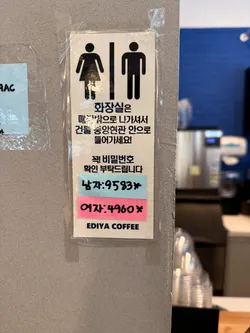 AAC
화장실은
매장밖으로 나가셔서
건물 중앙현관 안으로
들어가세요!
꼭! 비밀번호
확인 부탁드립니다
남자:9583*
여자:4960*
EDIYA COFFEE